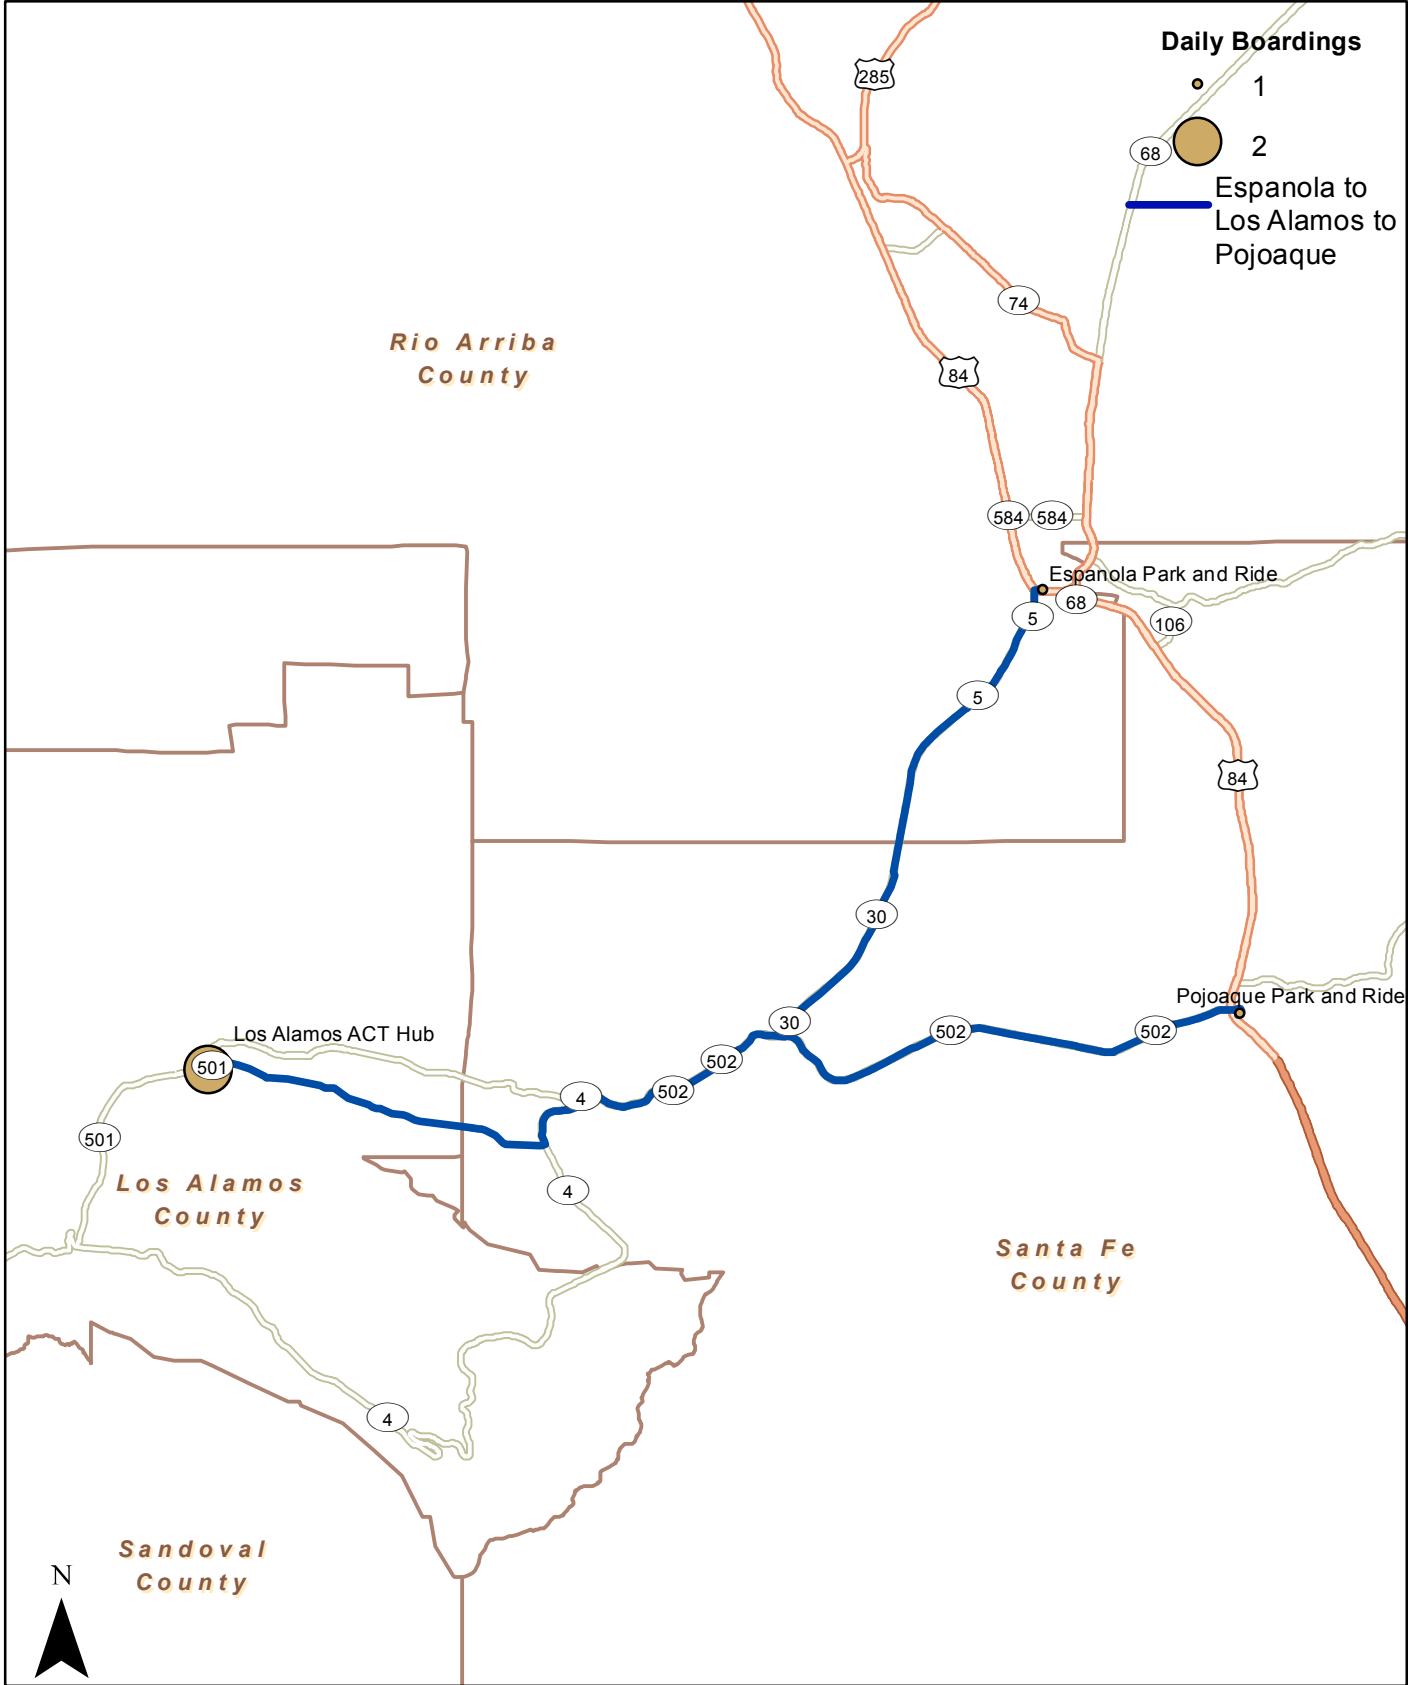 Daily Boardings
1
2
Espanola to
Los Alamos to
Pojoaque
285
68
74
84
Rio Arriba
County
584
584
Espanola Park and Ride
68
5
106
5
84
30
Pojoaque Park and Ride
30
502
502
Los Alamos ACT Hub
502
501
502
4
501
4
Los Alamos
County
Santa Fe
County
4
Sandoval
County
N